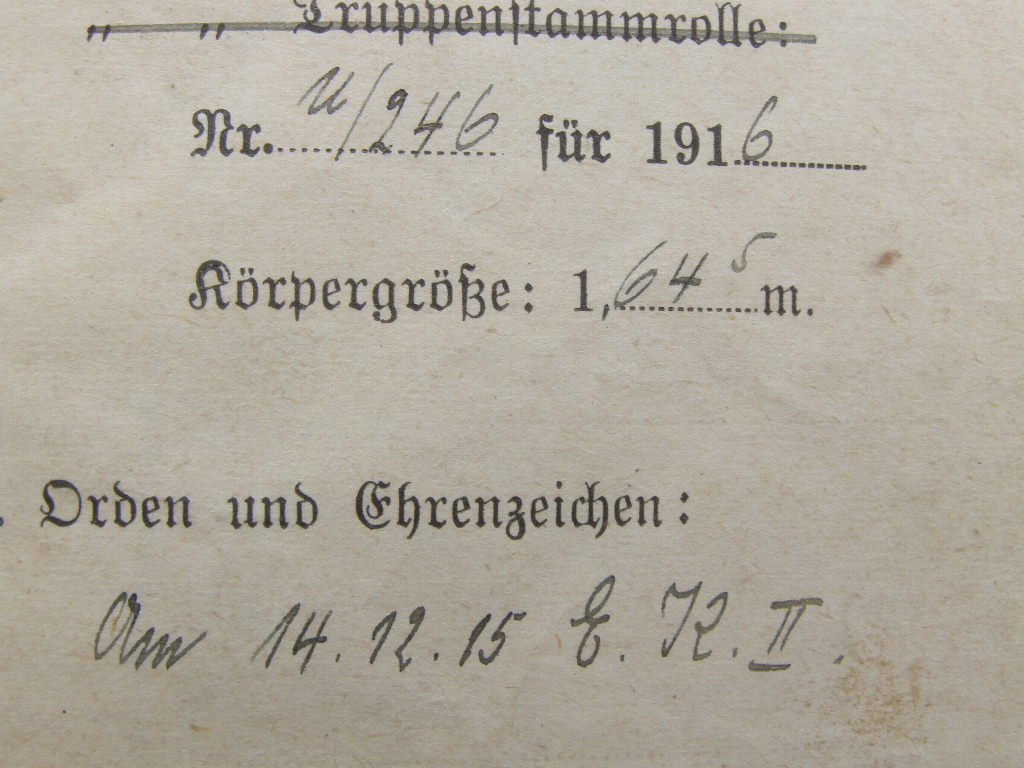 „ „ Truppenstammrolle:
Nr. U/246 für 1916
Körpergröße: 1,64⁵ m.
. Orden und Ehrenzeichen:
Am 14.12.15 E. K. II.